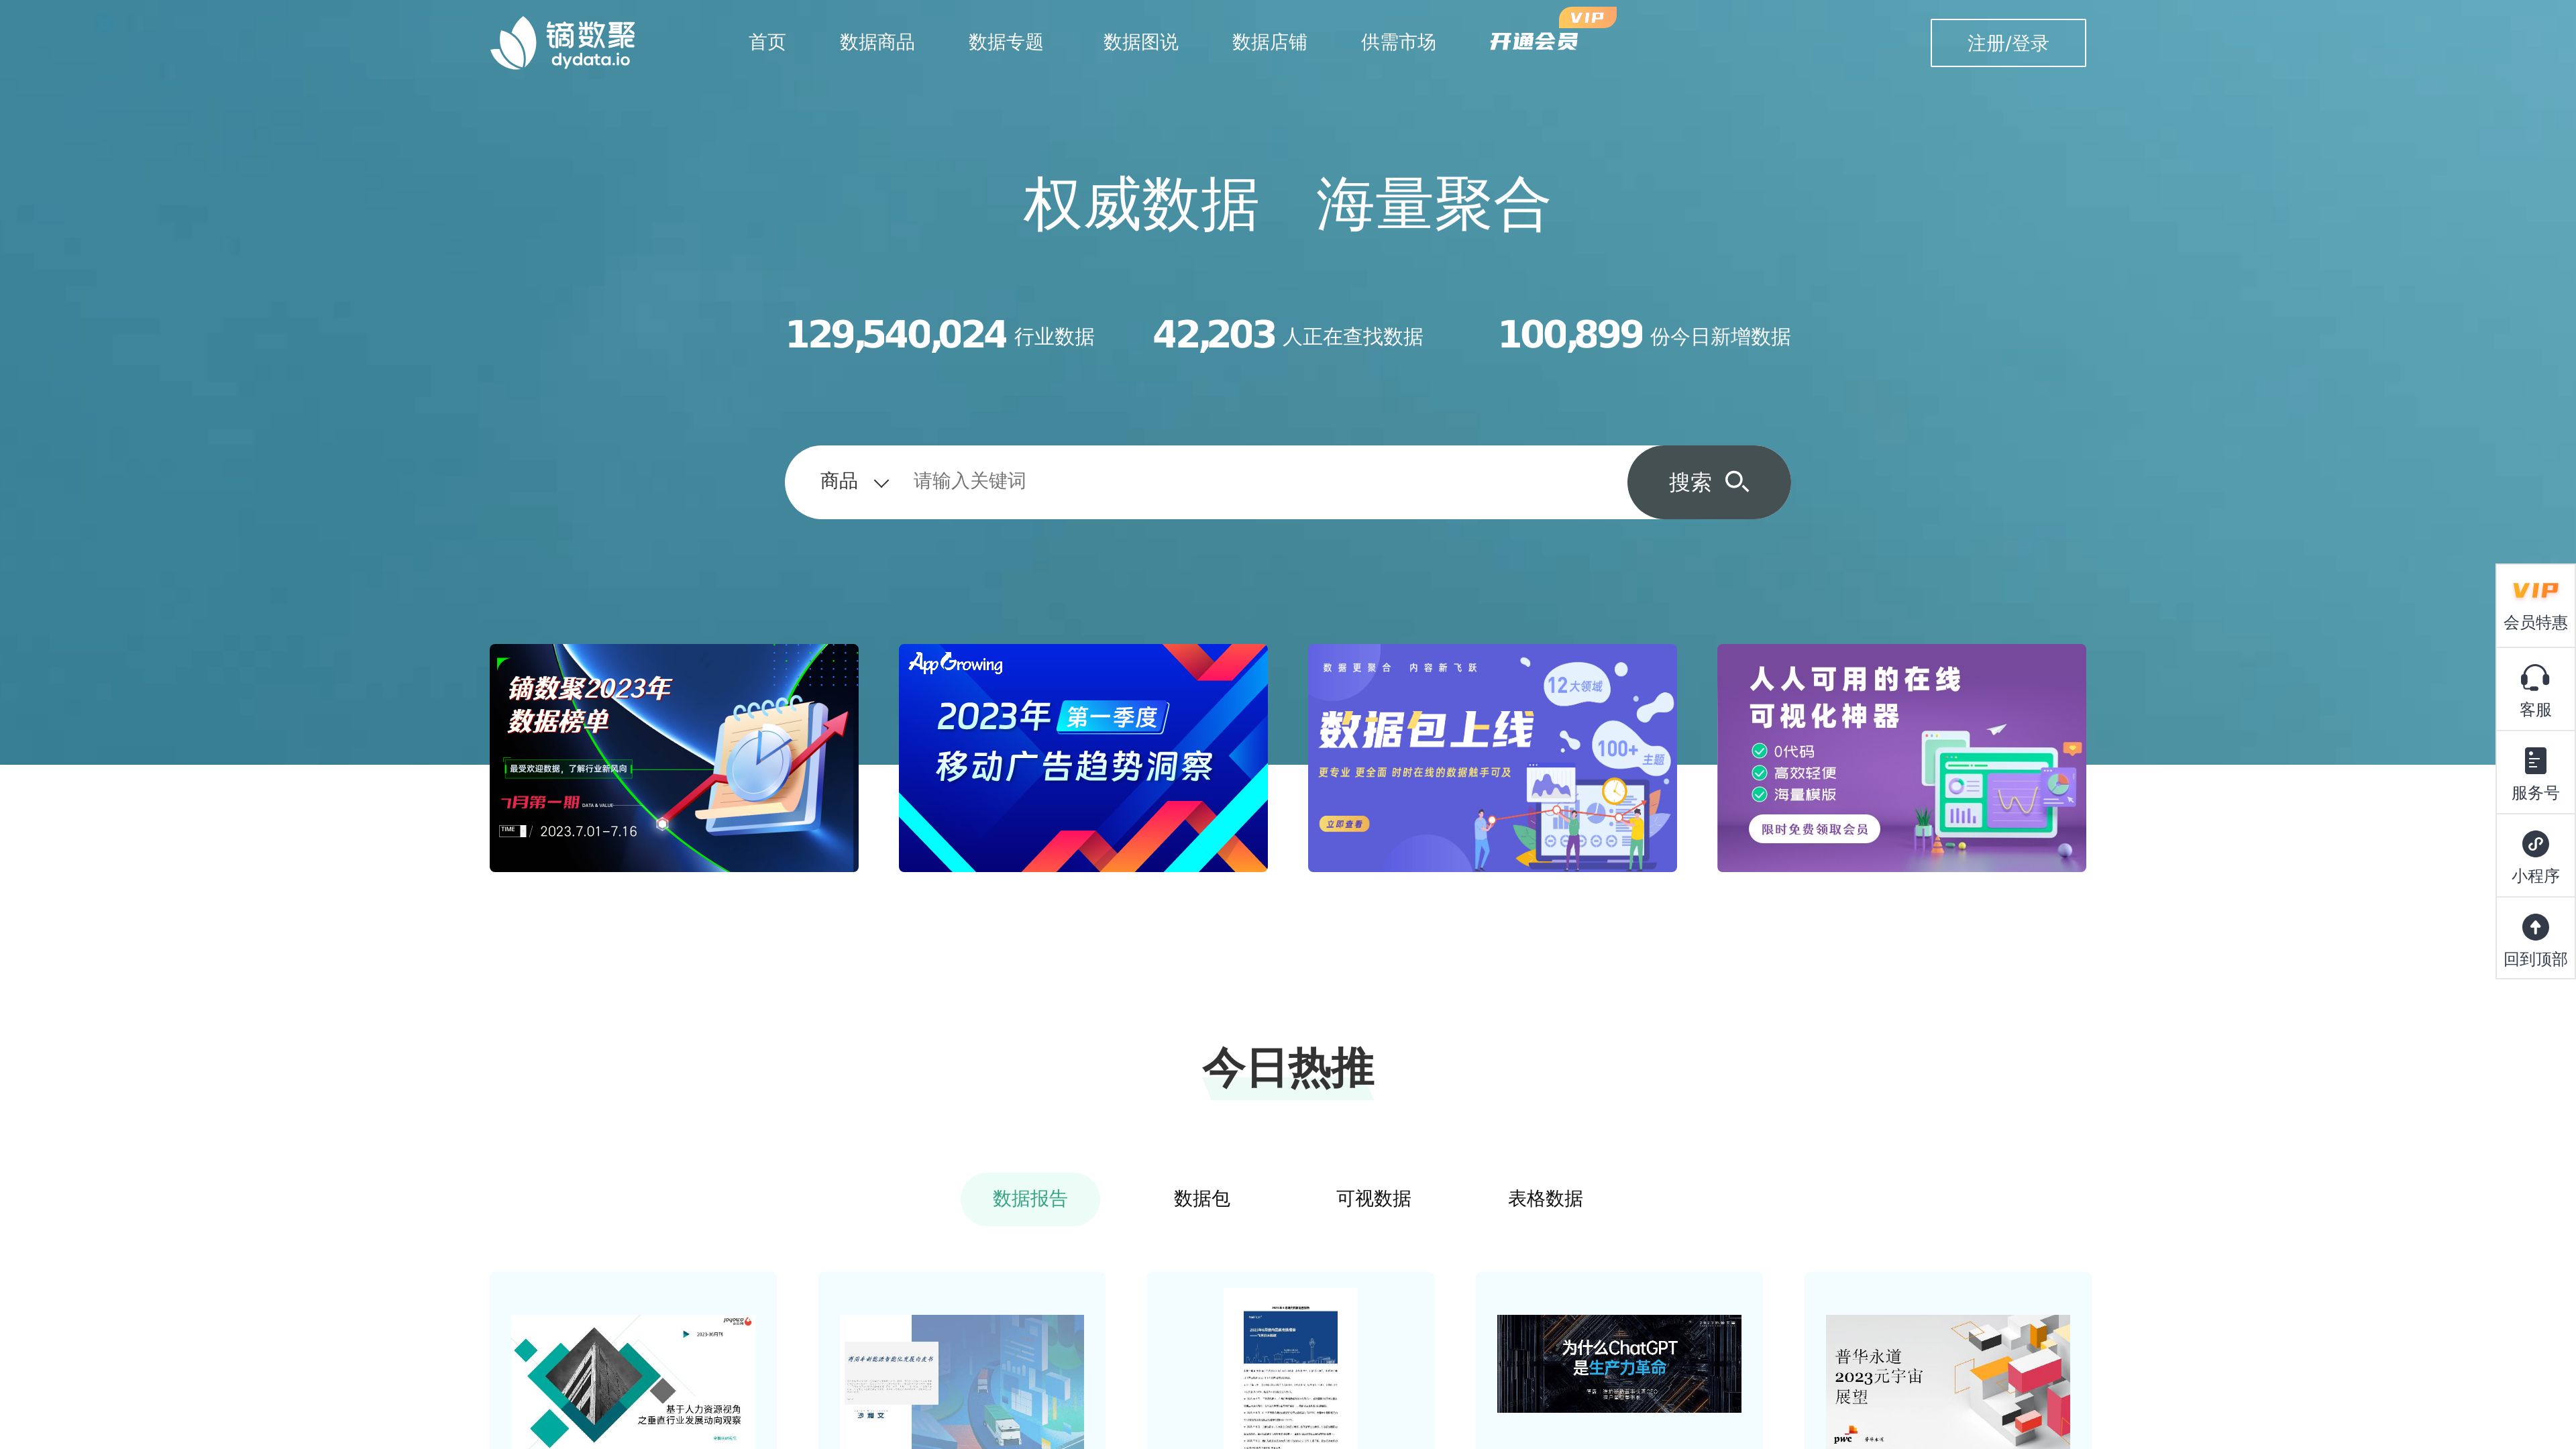 镝数聚
dydata.io
首页
数据商品
数据专题
数据图说
数据店铺
供需市场
开通会员
VIP
注册/登录
权威数据 海量聚合
129,540,024 行业数据
42,203 人正在查找数据
100,899 份今日新增数据
商品
请输入关键词
搜索
VIP
会员特惠
客服
服务号
小程序
回到顶部
镝数聚2023年
数据榜单
最受欢迎数据，了解行业新风向
7月第一期 DATA & VALUE
TIME / 2023.7.01-7.16
AppGrowing
2023年 第一季度
移动广告趋势洞察
数据更聚合 内容新飞跃
12大领域
数据包上线
100+
主题
更专业 更全面 时时在线的数据触手可及
立即查看
人人可用的在线
可视化神器
0代码
高效轻便
海量模版
限时免费领取会员
今日热推
数据报告
数据包
可视数据
表格数据
2023-06月刊
基于人力资源视角
之垂直行业发展动向观察
为什么ChatGPT
是生产力革命
普华永道
2023元宇宙
展望
pwc 普华永道